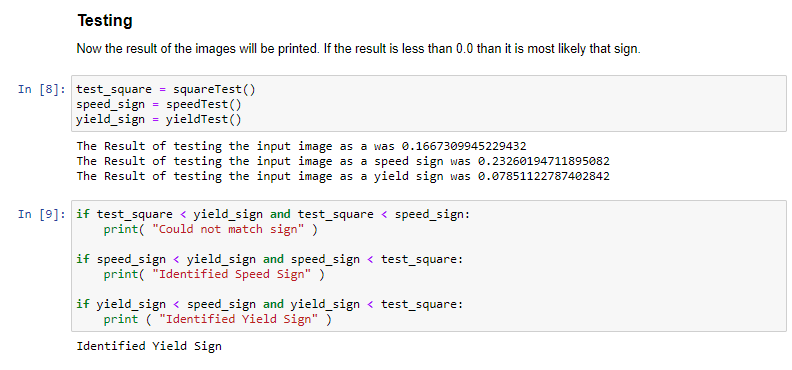 Testing
Now the result of the images will be printed. If the result is less than 0.0 than it is most likely that sign.
In [8]: test_square = squareTest()
speed_sign = speedTest()
yield_sign = yieldTest()
The Result of testing the input image as a was 0.1667309945229432
The Result of testing the input image as a speed sign was 0.23260194711895082
The Result of testing the input image as a yield sign was 0.07851122787402842
In [9]: if test_square < yield_sign and test_square < speed_sign:
    print( "Could not match sign" )
if speed_sign < yield_sign and speed_sign < test_square:
    print( "Identified Speed Sign" )
if yield_sign < speed_sign and yield_sign < test_square:
    print ( "Identified Yield Sign" )
Identified Yield Sign